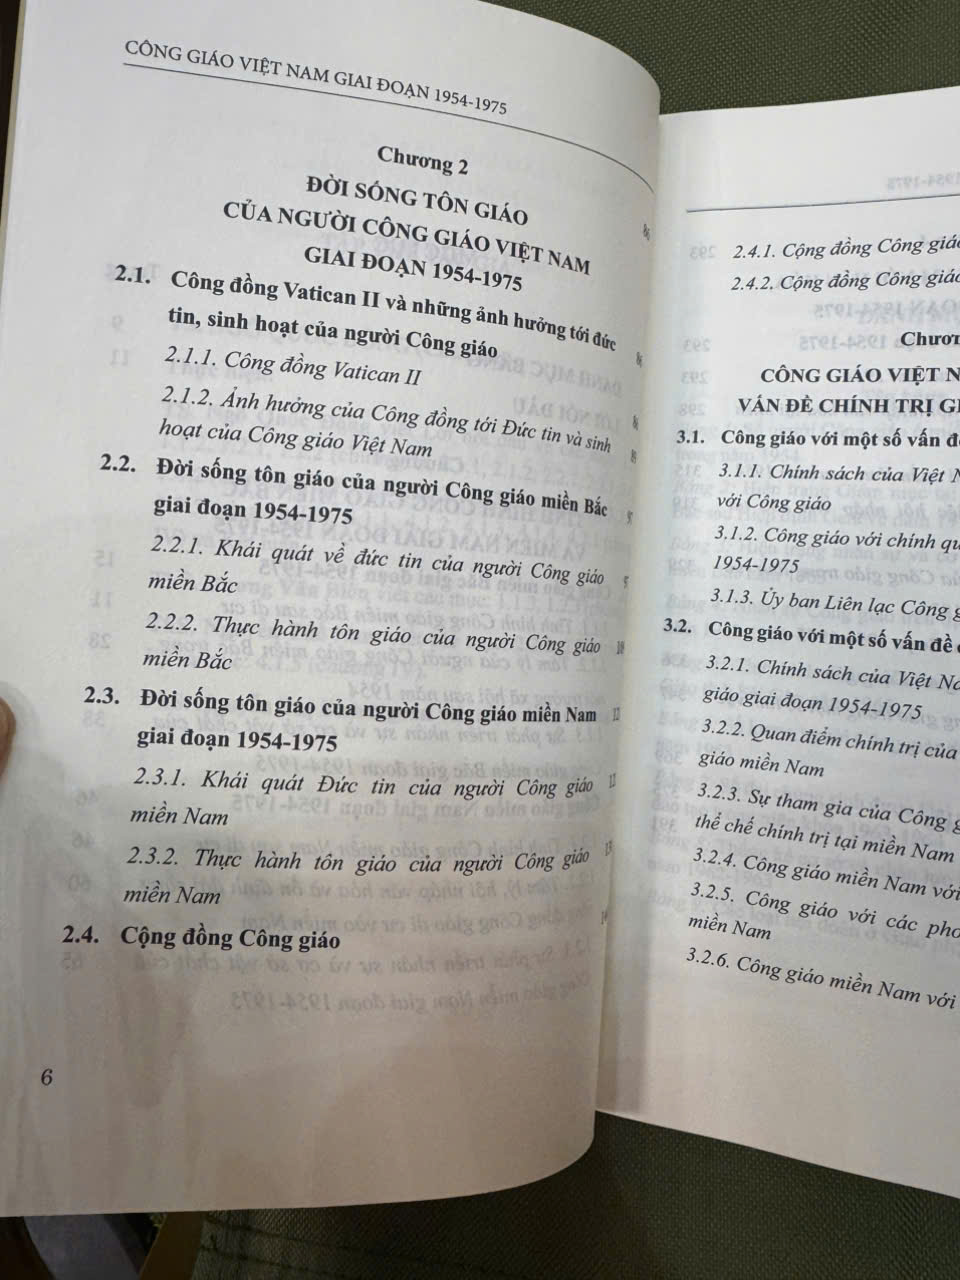 CÔNG GIÁO VIỆT NAM GIAI ĐOẠN 1954-1975
Chương 2
ĐỜI SỐNG TÔN GIÁO
CỦA NGƯỜI CÔNG GIÁO VIỆT NAM
GIAI ĐOẠN 1954-1975
2.1. Công đồng Vatican II và những ảnh hưởng tới đức
tin, sinh hoạt của người Công giáo
2.1.1. Công đồng Vatican II
2.1.2. Ảnh hưởng của Công đồng tới Đức tin và sinh
hoạt của Công giáo Việt Nam
2.2. Đời sống tôn giáo của người Công giáo miền Bắc
giai đoạn 1954-1975
2.2.1. Khái quát về đức tin của người Công giáo
miền Bắc
2.2.2. Thực hành tôn giáo của người Công giáo
miền Bắc
2.3. Đời sống tôn giáo của người Công giáo miền Nam
giai đoạn 1954-1975
2.3.1. Khái quát Đức tin của người Công giáo
miền Nam
2.3.2. Thực hành tôn giáo của người Công giáo
miền Nam
2.4. Cộng đồng Công giáo
6
2.4.1. Cộng đồng Công
2.4.2. Cộng đồng Công
CÔNG GIÁO VIỆT
VẤN ĐỀ CHÍNH TRỊ
3.1. Công giáo với một số vấn
3.1.1. Chính sách của Việt
với Công giáo
3.1.2. Công giáo với chính
1954-1975
3.1.3. Ủy ban Liên lạc Công
3.2. Công giáo với một số vấn đề
3.2.1. Chính sách của Việt
giáo giai đoạn 1954-1975
3.2.2. Quan điểm chính trị của
giáo miền Nam
3.2.3. Sự tham gia của Công
thể chế chính trị tại miền Nam
3.2.4. Công giáo miền Nam với
3.2.5. Công giáo với các
miền Nam
3.2.6. Công giáo miền Nam với